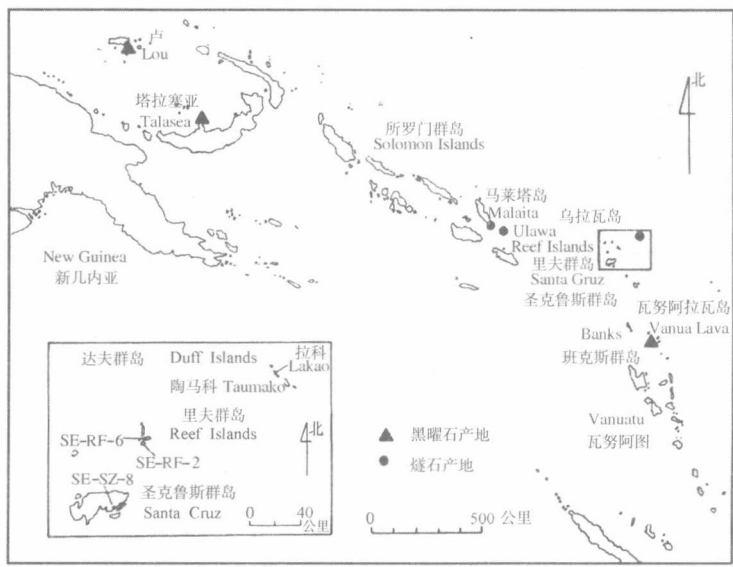 卢
Lou
塔拉塞亚
Talasea
北
所罗门群岛
Solomon Islands
马莱塔岛
Malaita
乌拉瓦岛
Ulawa
Reef Islands
里夫群岛
Santa Gruz
圣克鲁斯群岛
New Guinea
新几内亚
瓦努阿拉瓦岛
Banks
Vanua Lava
班克斯群岛
Vanuatu
瓦努阿图
达夫群岛 Duff Islands
拉科
Lakao
陶马科 Taumako
里夫群岛
Reef Islands
北
SE-RF-6
SE-RF-2
SE-SZ-8
圣克鲁斯群岛
Santa Cruz
0 40
公里
黑曜石产地
燧石产地
0 500 公里